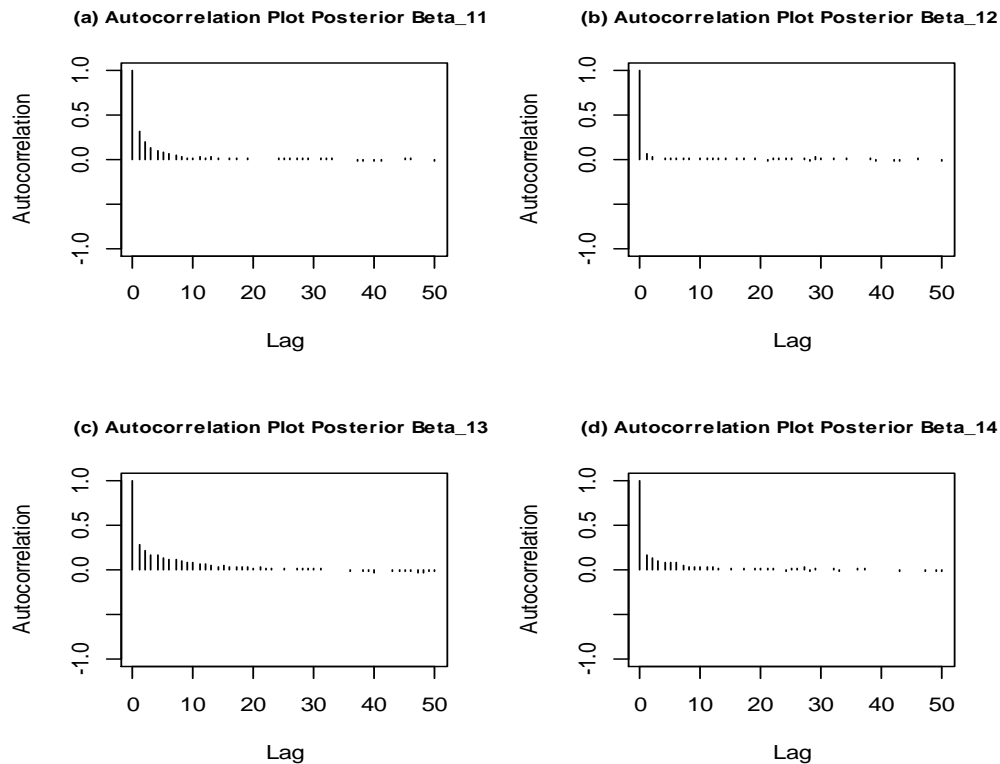 (a) Autocorrelation Plot Posterior Beta_11
Autocorrelation
1.0
0.5
0.0
-1.0
0 10 20 30 40 50
Lag
(b) Autocorrelation Plot Posterior Beta_12
Autocorrelation
1.0
0.5
0.0
-1.0
0 10 20 30 40 50
Lag
(c) Autocorrelation Plot Posterior Beta_13
Autocorrelation
1.0
0.5
0.0
-1.0
0 10 20 30 40 50
Lag
(d) Autocorrelation Plot Posterior Beta_14
Autocorrelation
1.0
0.5
0.0
-1.0
0 10 20 30 40 50
Lag